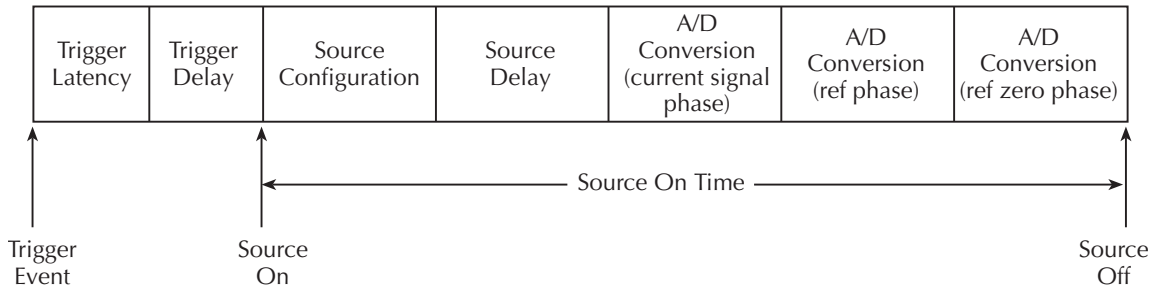 Trigger
Latency
Trigger
Delay
Source
Configuration
Source
Delay
A/D
Conversion
(current signal
phase)
A/D
Conversion
(ref phase)
A/D
Conversion
(ref zero phase)
Source On Time
Trigger
Event
Source
On
Source
Off